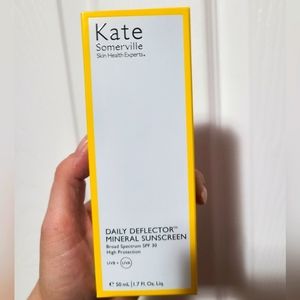 Kate
Somerville
Skin Health Experts™
DAILY DEFLECTOR™
MINERAL SUNSCREEN
Broad Spectrum SPF 30
High Protection
UVB + UVA
℮ 50 mL | 1.7 Fl. Oz. Liq.